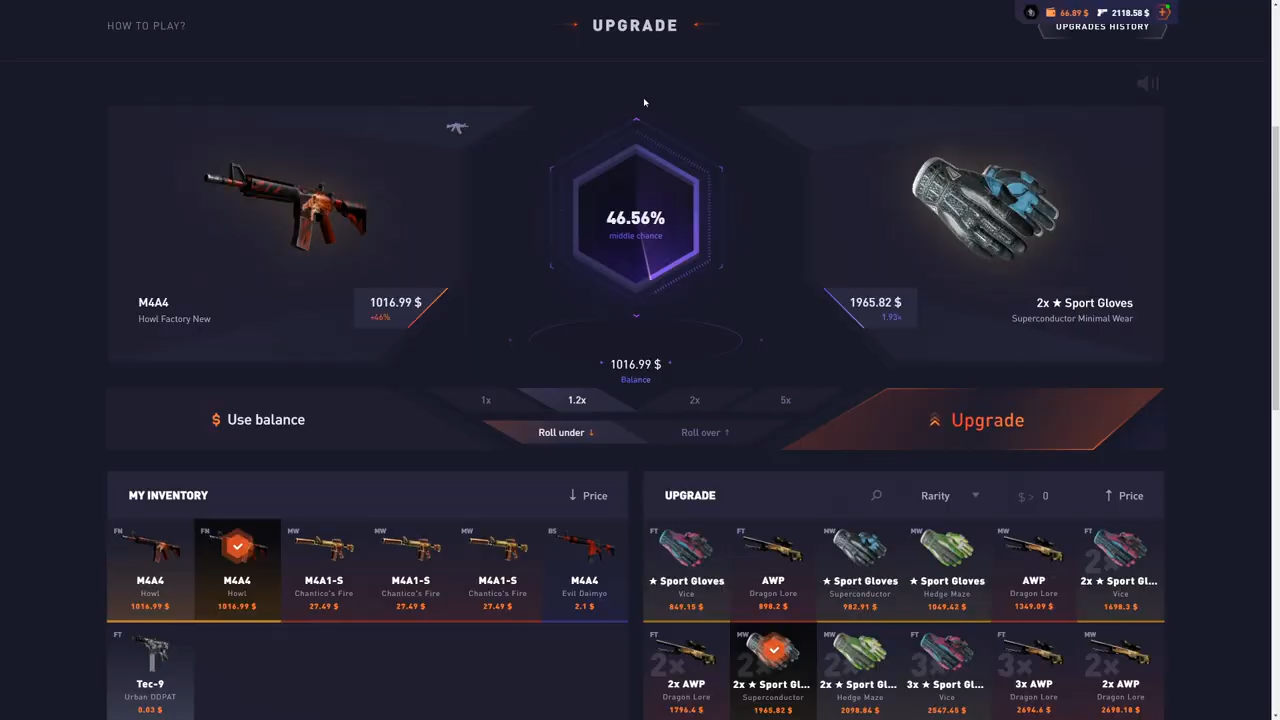 HOW TO PLAY?
UPGRADE
66.89 $ 2118.58 $
UPGRADES HISTORY
46.56%
middle chance
M4A4
Howl Factory New
1016.99 $
+46%
1965.82 $
1.93x
2x ★ Sport Gloves
Superconductor Minimal Wear
1016.99 $
Balance
$ Use balance
1x 1.2x 2x 5x
Roll under ↓ Roll over ↑
Upgrade
MY INVENTORY ↓ Price
UPGRADE Rarity $ > 0 ↑ Price
FN FN MW MW MW BS
M4A4 M4A4 M4A1-S M4A1-S M4A1-S M4A4
Howl Howl Chantico's Fire Chantico's Fire Chantico's Fire Evil Daimyo
1016.99 $ 1016.99 $ 27.49 $ 27.49 $ 27.49 $ 2.1 $
FT
Tec-9
Urban DDPAT
0.03 $
FT FT MW MW MW FT
2x
★ Sport Gloves AWP ★ Sport Gloves ★ Sport Gloves AWP 2x ★ Sport Gl...
Vice Dragon Lore Superconductor Hedge Maze Dragon Lore Vice
849.15 $ 898.2 $ 982.91 $ 1049.42 $ 1349.09 $ 1698.3 $
FT MW MW FT FT MW
2x 2x 2x 3x 3x 2x
2x AWP 2x ★ Sport Gl... 2x ★ Sport Gl... 3x ★ Sport Gl... 3x AWP 2x AWP
Dragon Lore Superconductor Hedge Maze Vice Dragon Lore Dragon Lore
1796.4 $ 1965.82 $ 2098.84 $ 2547.45 $ 2694.6 $ 2698.18 $